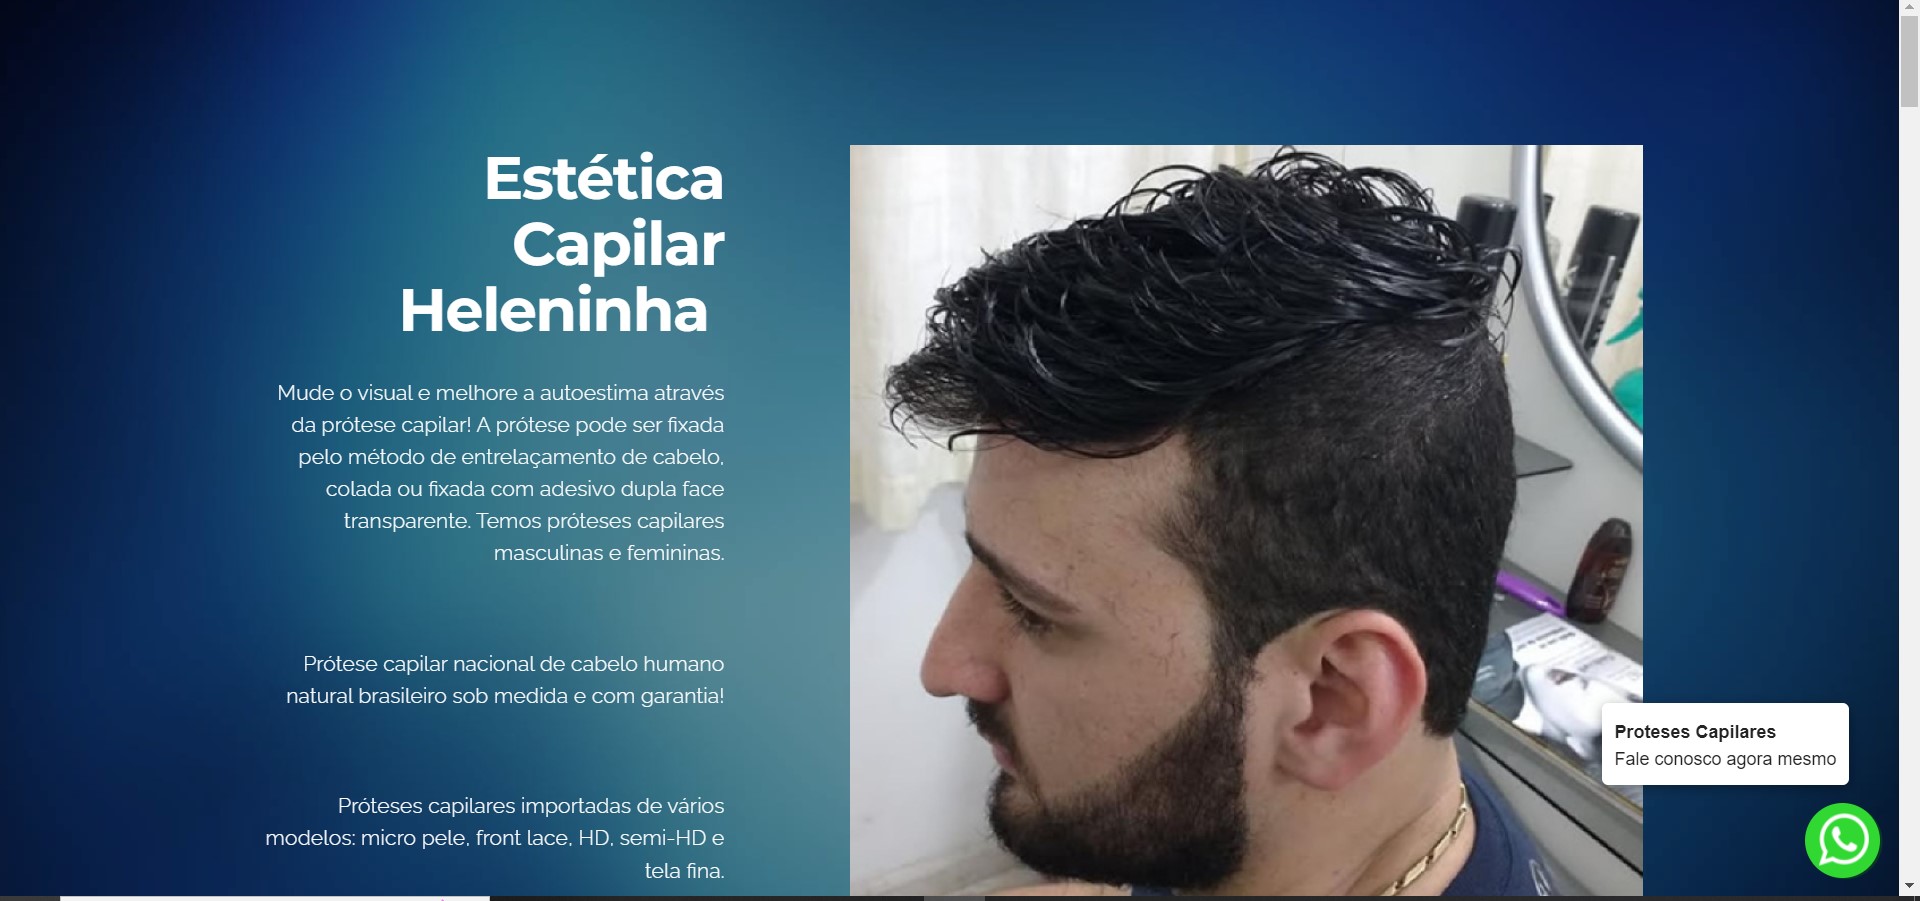 Estética
Capilar
Heleninha
Mude o visual e melhore a autoestima através
da prótese capilar! A prótese pode ser fixada
pelo método de entrelaçamento de cabelo,
colada ou fixada com adesivo dupla face
transparente. Temos próteses capilares
masculinas e femininas.
Prótese capilar nacional de cabelo humano
natural brasileiro sob medida e com garantia!
Próteses capilares importadas de vários
modelos: micro pele, front lace, HD, semi-HD e
tela fina.
Proteses Capilares
Fale conosco agora mesmo